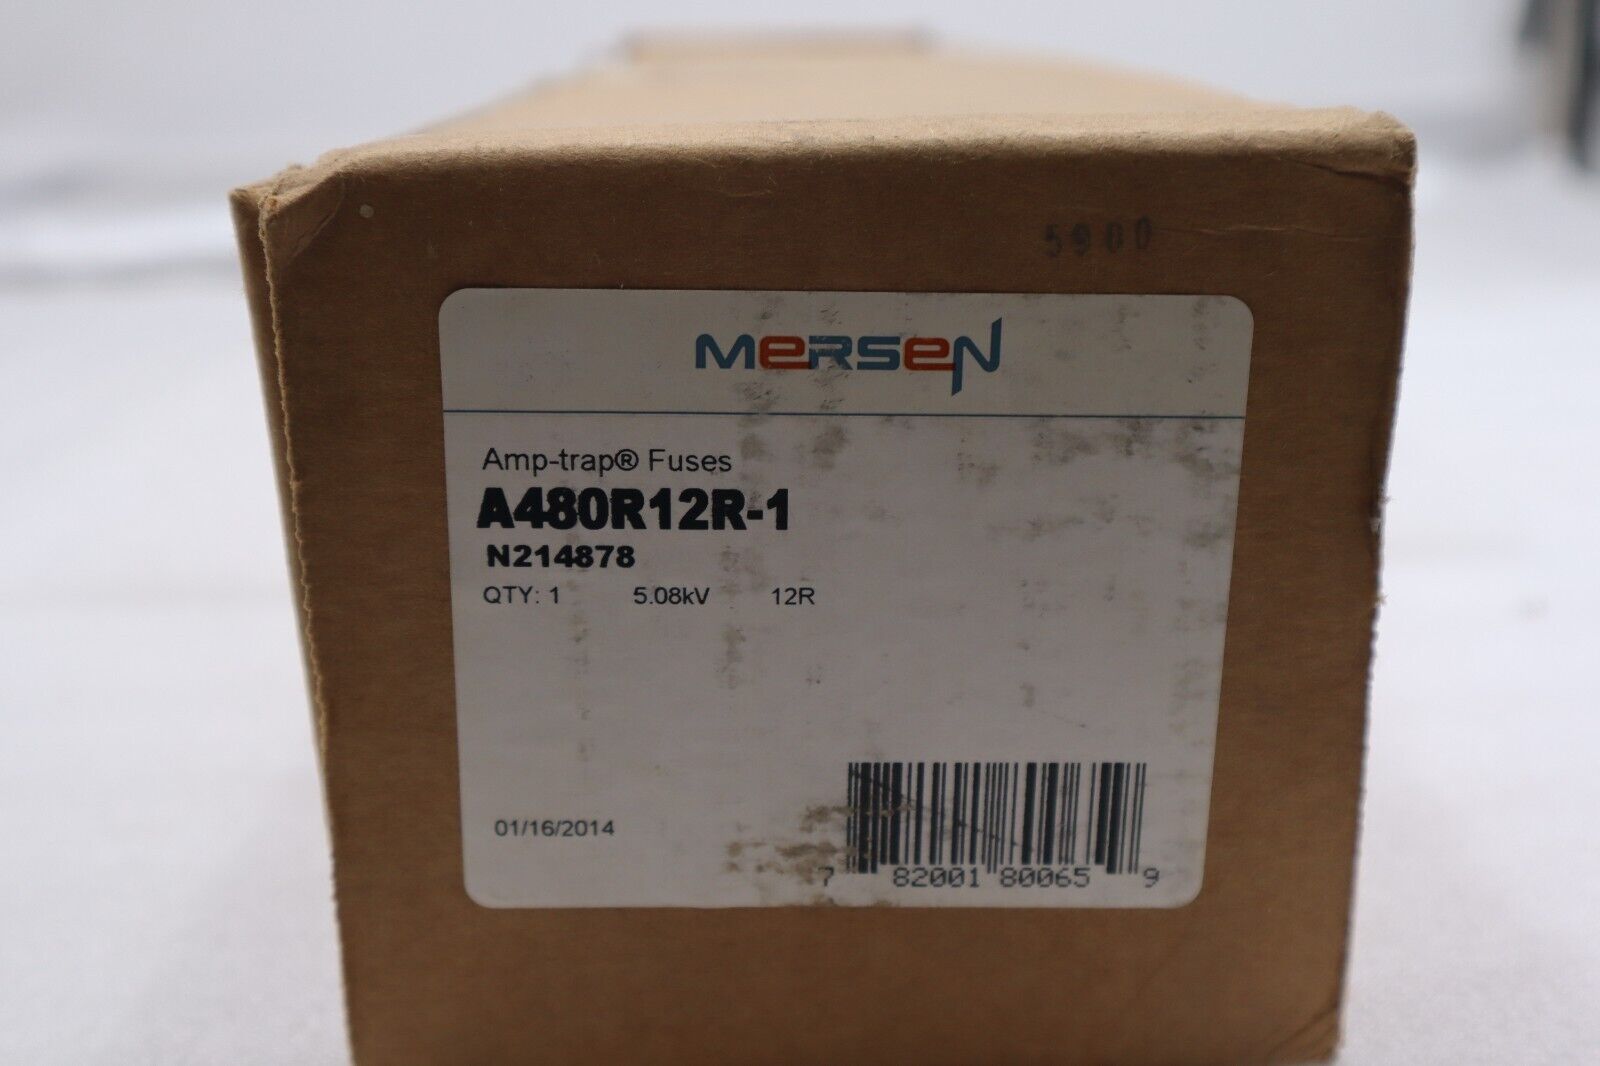 5900
MERSEN
Amp-trap® Fuses
A480R12R-1
N214878
QTY: 1 5.08kV 12R
01/16/2014
7 82001 80065 9